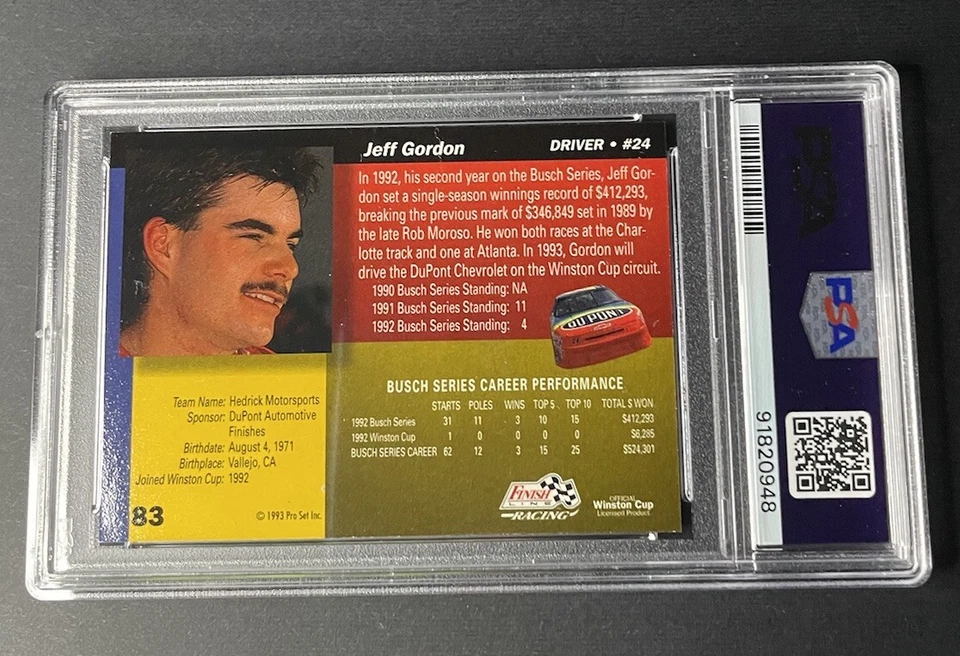 Jeff Gordon
DRIVER • #24
In 1992, his second year on the Busch Series, Jeff Gor-
don set a single-season winnings record of $412,293,
breaking the previous mark of $346,849 set in 1989 by
the late Rob Moroso. He won both races at the Char-
lotte track and one at Atlanta. In 1993, Gordon will
drive the DuPont Chevrolet on the Winston Cup circuit.
1990 Busch Series Standing: NA
1991 Busch Series Standing: 11
1992 Busch Series Standing: 4
DU PONT
Team Name: Hedrick Motorsports
Sponsor: DuPont Automotive
Finishes
Birthdate: August 4, 1971
Birthplace: Vallejo, CA
Joined Winston Cup: 1992
83
© 1993 Pro Set Inc.
BUSCH SERIES CAREER PERFORMANCE
STARTS POLES WINS TOP 5 TOP 10 TOTAL $ WON
1992 Busch Series 31 11 3 10 15 $412,293
1992 Winston Cup 1 0 0 0 0 $6,285
BUSCH SERIES CAREER 62 12 3 15 25 $524,301
FINISH
LINE
RACING
OFFICIAL
Winston Cup
Licensed Product
PSA
PSA
91820948